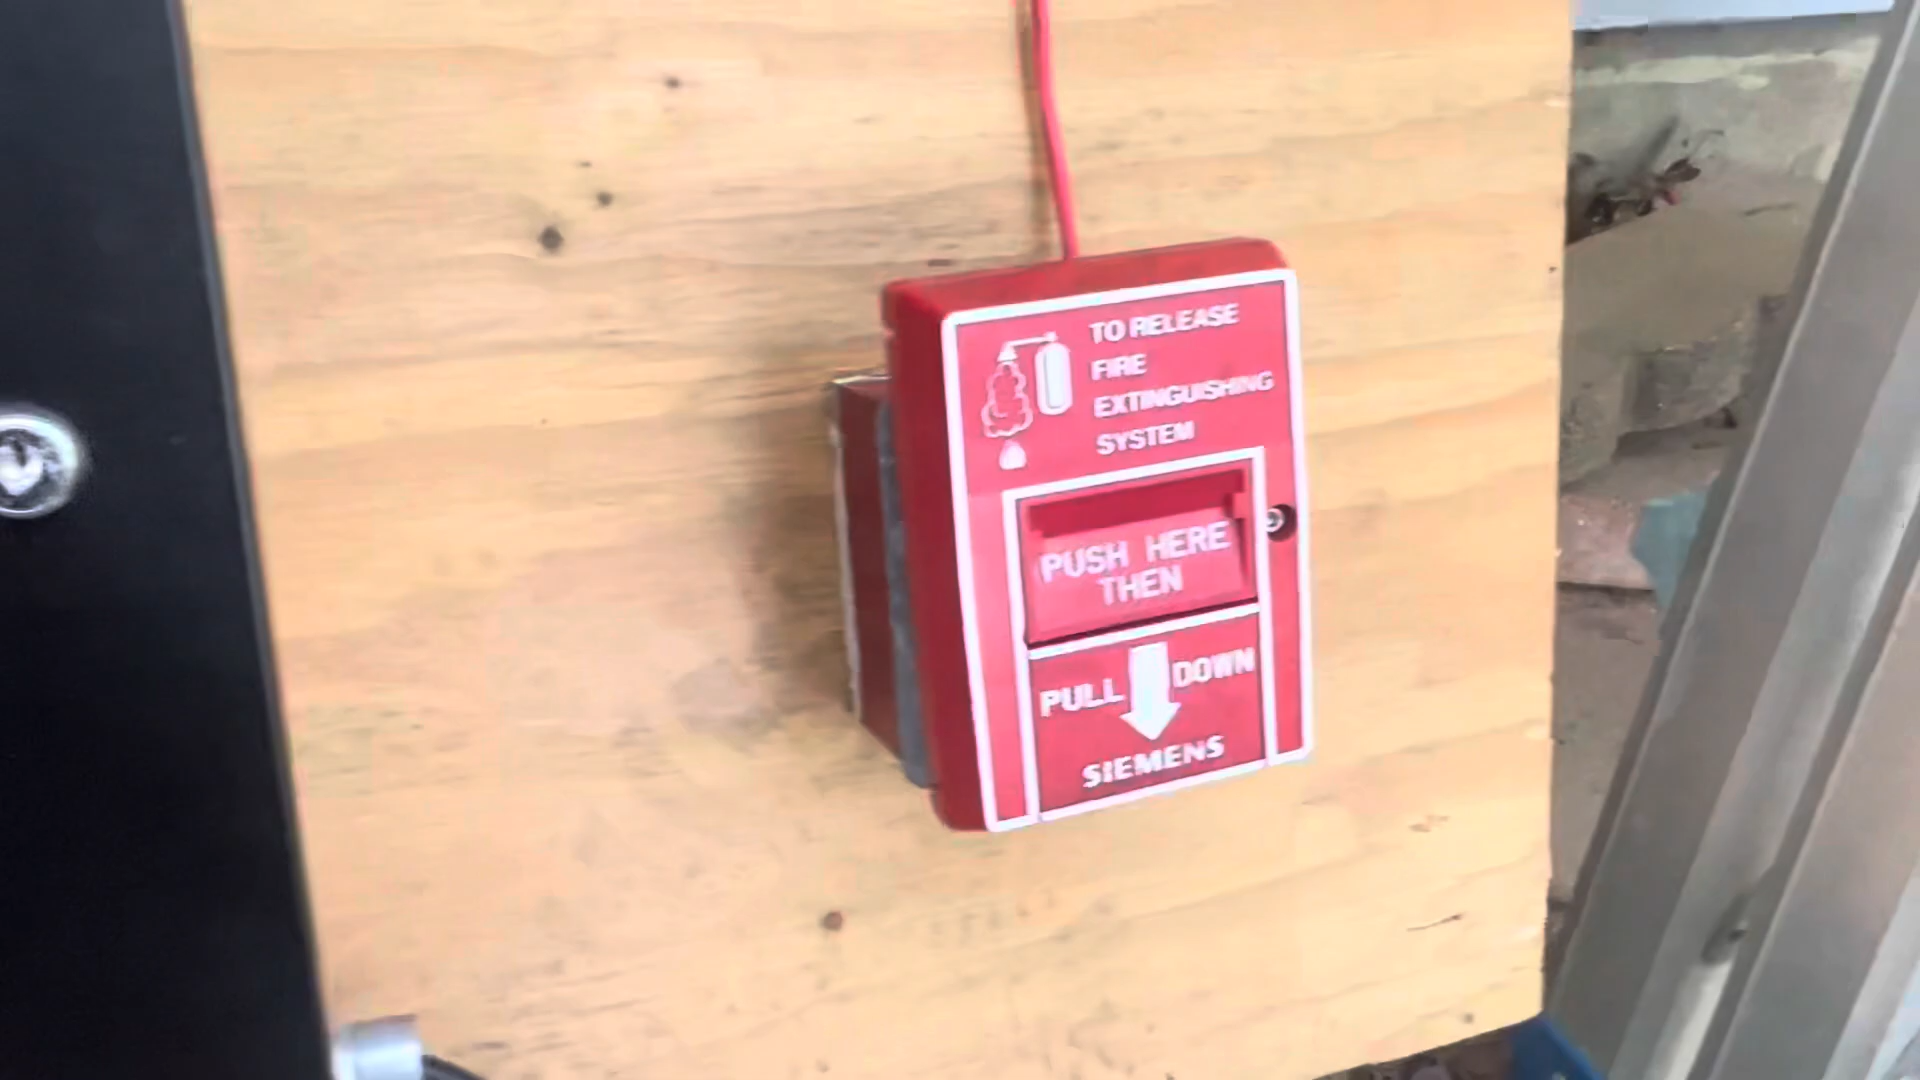 TO RELEASE
FIRE
EXTINGUISHING
SYSTEM
PUSH HERE
THEN
PULL DOWN
SIEMENS